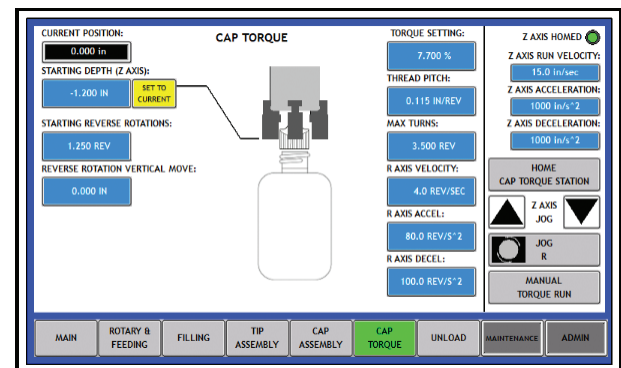 CURRENT POSITION:
0.000 in
STARTING DEPTH (Z AXIS):
-1.200 IN
SET TO
CURRENT
STARTING REVERSE ROTATIONS:
1.250 REV
REVERSE ROTATION VERTICAL MOVE:
0.000 IN
CAP TORQUE
TORQUE SETTING:
7.700 %
THREAD PITCH:
0.115 IN/REV
MAX TURNS:
3.500 REV
R AXIS VELOCITY:
4.0 REV/SEC
R AXIS ACCEL:
80.0 REV/S^2
R AXIS DECEL:
100.0 REV/S^2
Z AXIS HOMED
Z AXIS RUN VELOCITY:
15.0 in/sec
Z AXIS ACCELERATION:
1000 in/s^2
Z AXIS DECELERATION:
1000 in/s^2
HOME
CAP TORQUE STATION
Z AXIS
JOG
JOG
R
MANUAL
TORQUE RUN
MAIN
ROTARY &
FEEDING
FILLING
TIP
ASSEMBLY
CAP
ASSEMBLY
CAP
TORQUE
UNLOAD
MAINTENANCE
ADMIN